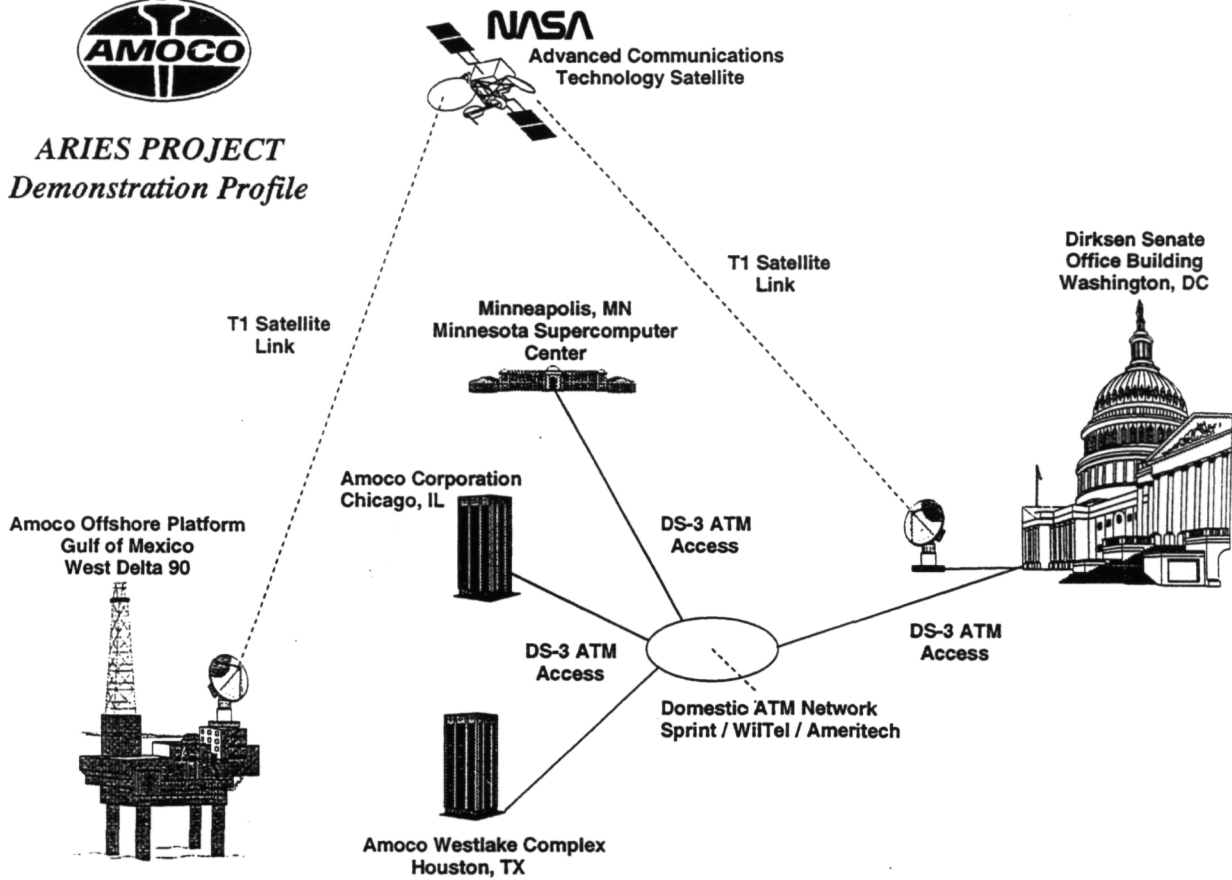 AMOCO
ARIES PROJECT
Demonstration Profile
NASA
Advanced Communications
Technology Satellite
T1 Satellite
Link
T1 Satellite
Link
Dirksen Senate
Office Building
Washington, DC
Minneapolis, MN
Minnesota Supercomputer
Center
Amoco Corporation
Chicago, IL
DS-3 ATM
Access
Amoco Offshore Platform
Gulf of Mexico
West Delta 90
DS-3 ATM
Access
DS-3 ATM
Access
Domestic ATM Network
Sprint / WilTel / Ameritech
Amoco Westlake Complex
Houston, TX